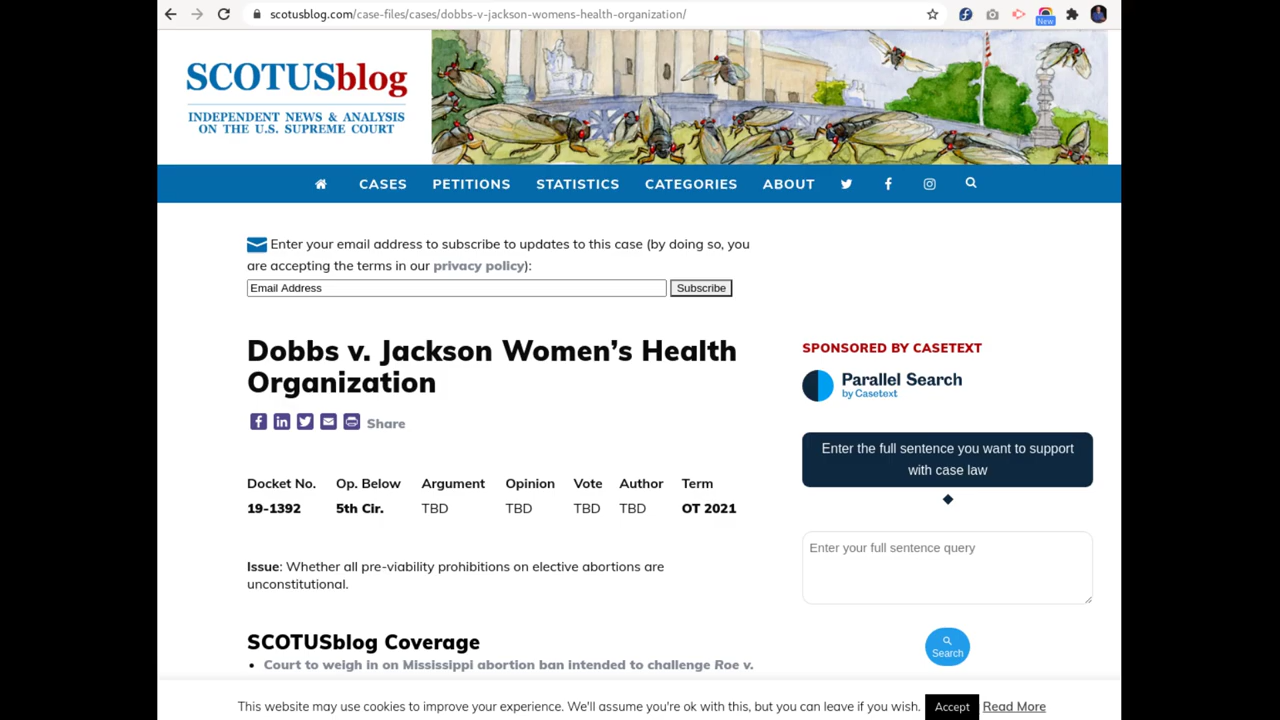 scotusblog.com/case-files/cases/dobbs-v-jackson-womens-health-organization/
New
SCOTUSblog
INDEPENDENT NEWS & ANALYSIS
ON THE U.S. SUPREME COURT
CASES PETITIONS STATISTICS CATEGORIES ABOUT
Enter your email address to subscribe to updates to this case (by doing so, you
are accepting the terms in our privacy policy):
Email Address Subscribe
Dobbs v. Jackson Women’s Health
Organization
Share
Docket No. Op. Below Argument Opinion Vote Author Term
19-1392 5th Cir. TBD TBD TBD TBD OT 2021
Issue: Whether all pre-viability prohibitions on elective abortions are
unconstitutional.
SCOTUSblog Coverage
• Court to weigh in on Mississippi abortion ban intended to challenge Roe v.
SPONSORED BY CASETEXT
Parallel Search
by Casetext
Enter the full sentence you want to support
with case law
Enter your full sentence query
Search
This website may use cookies to improve your experience. We'll assume you're ok with this, but you can leave if you wish. Accept Read More